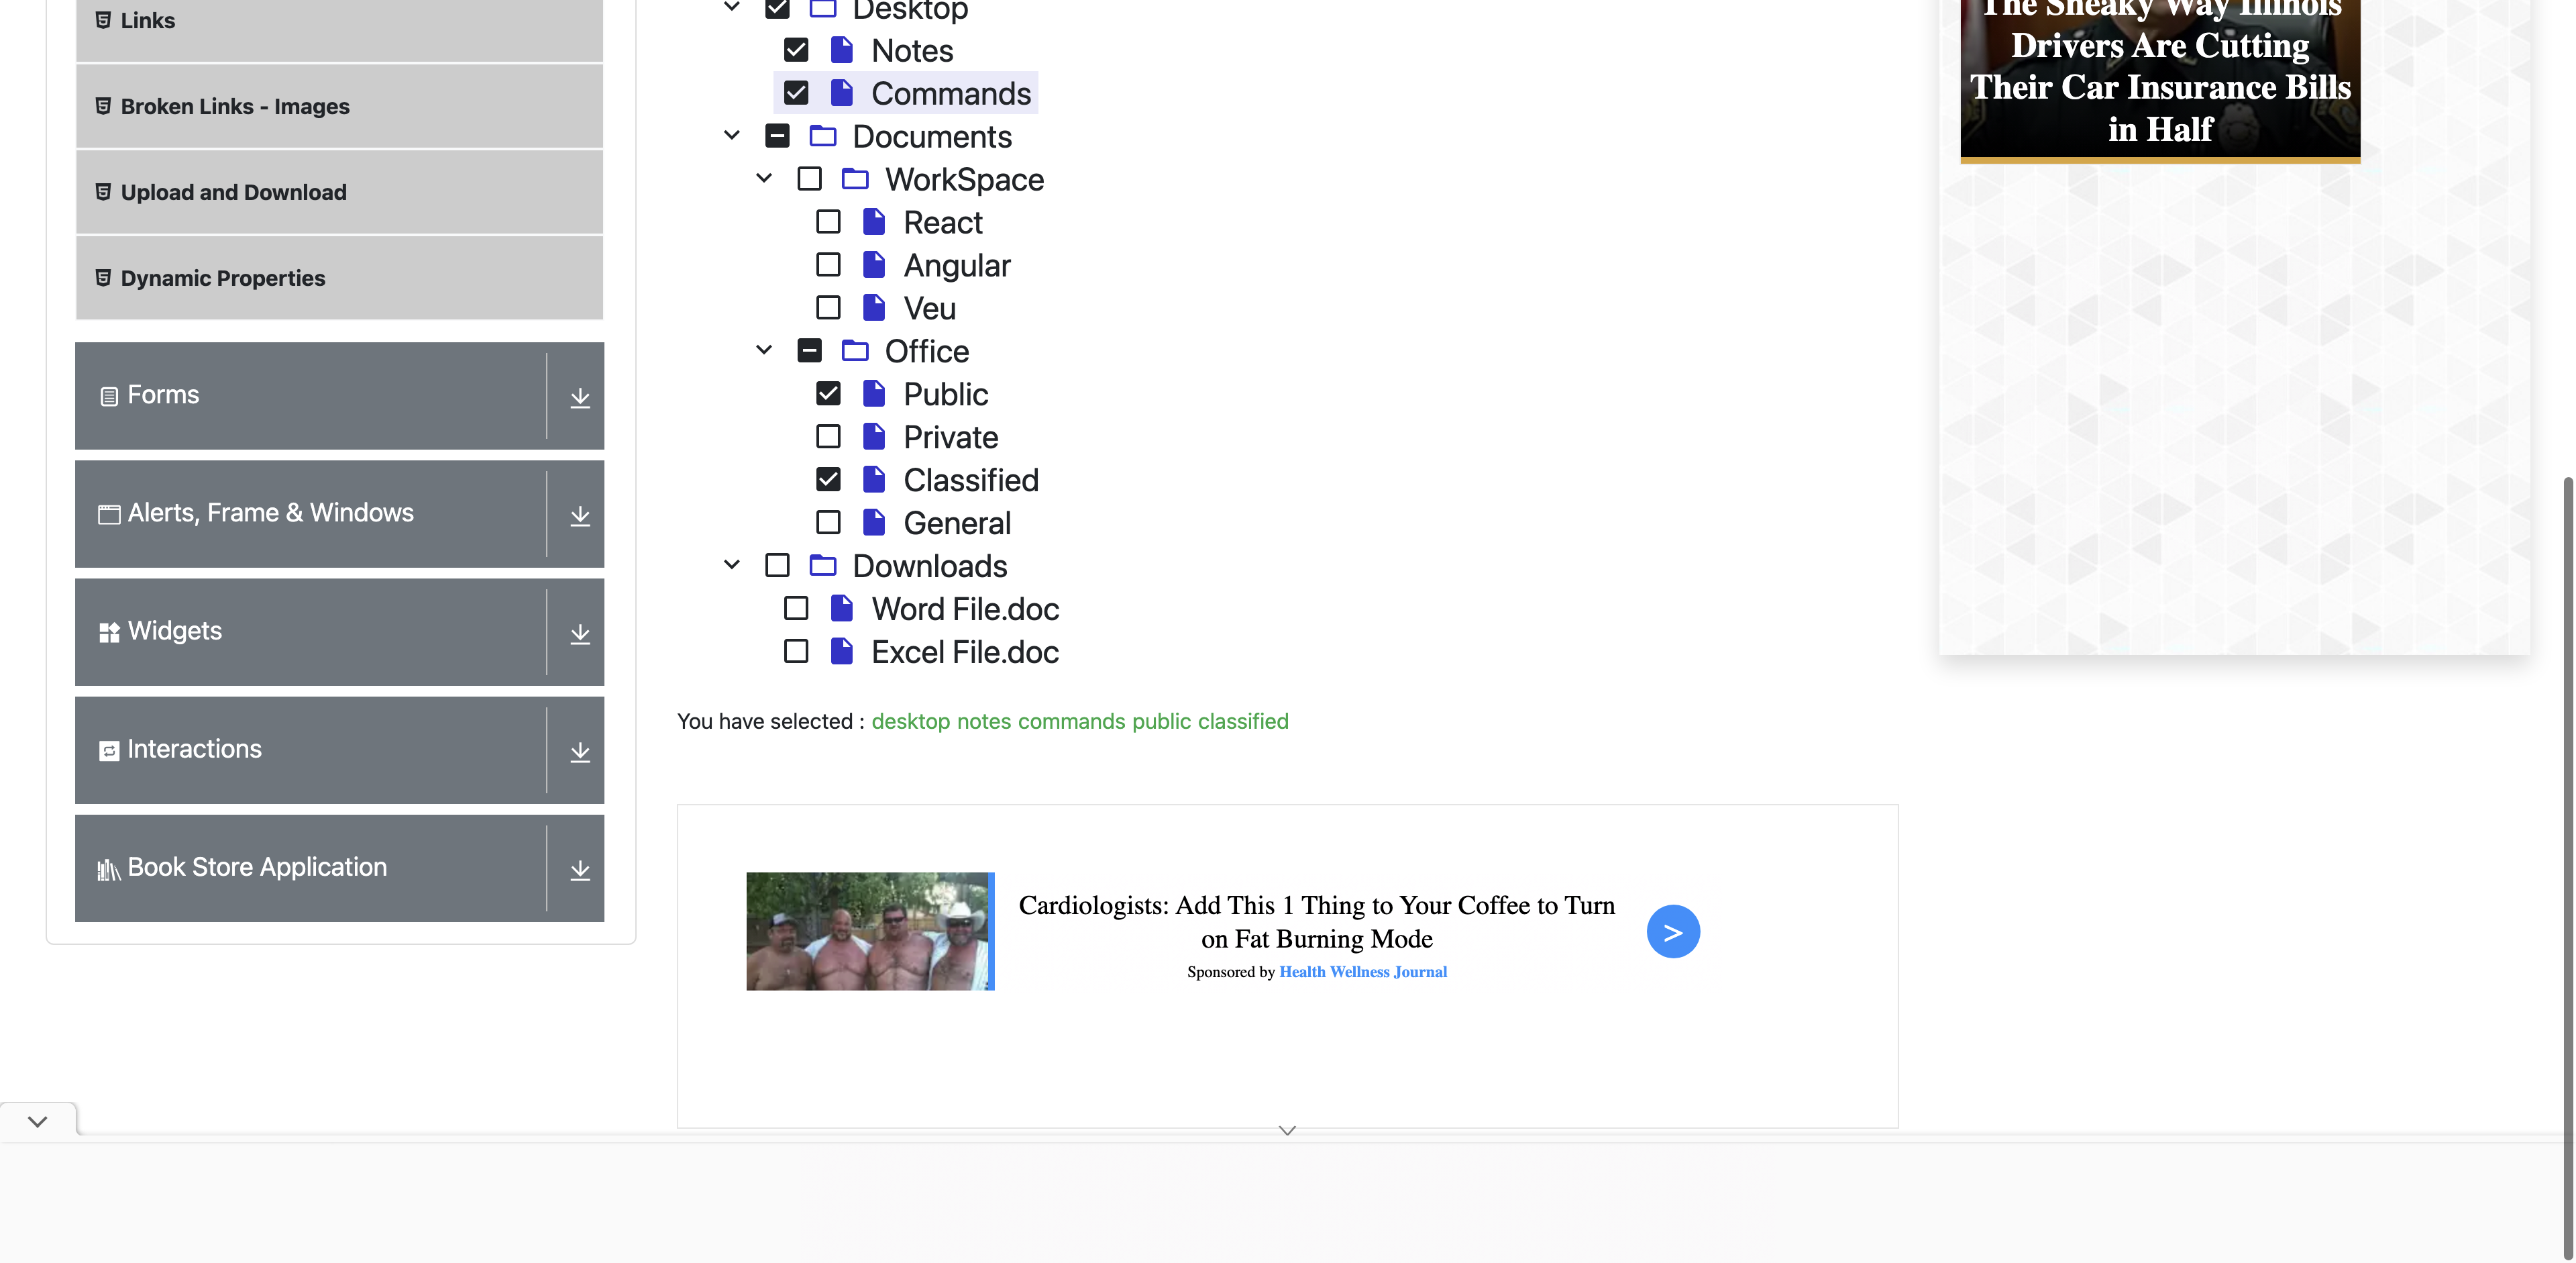 Links
Broken Links - Images
Upload and Download
Dynamic Properties
Forms
Alerts, Frame & Windows
Widgets
Interactions
Book Store Application
Desktop
Notes
Commands
Documents
WorkSpace
React
Angular
Veu
Office
Public
Private
Classified
General
Downloads
Word File.doc
Excel File.doc
You have selected : desktop notes commands public classified
Cardiologists: Add This 1 Thing to Your Coffee to Turn
on Fat Burning Mode
Sponsored by Health Wellness Journal
>
The Sneaky Way Illinois
Drivers Are Cutting
Their Car Insurance Bills
in Half